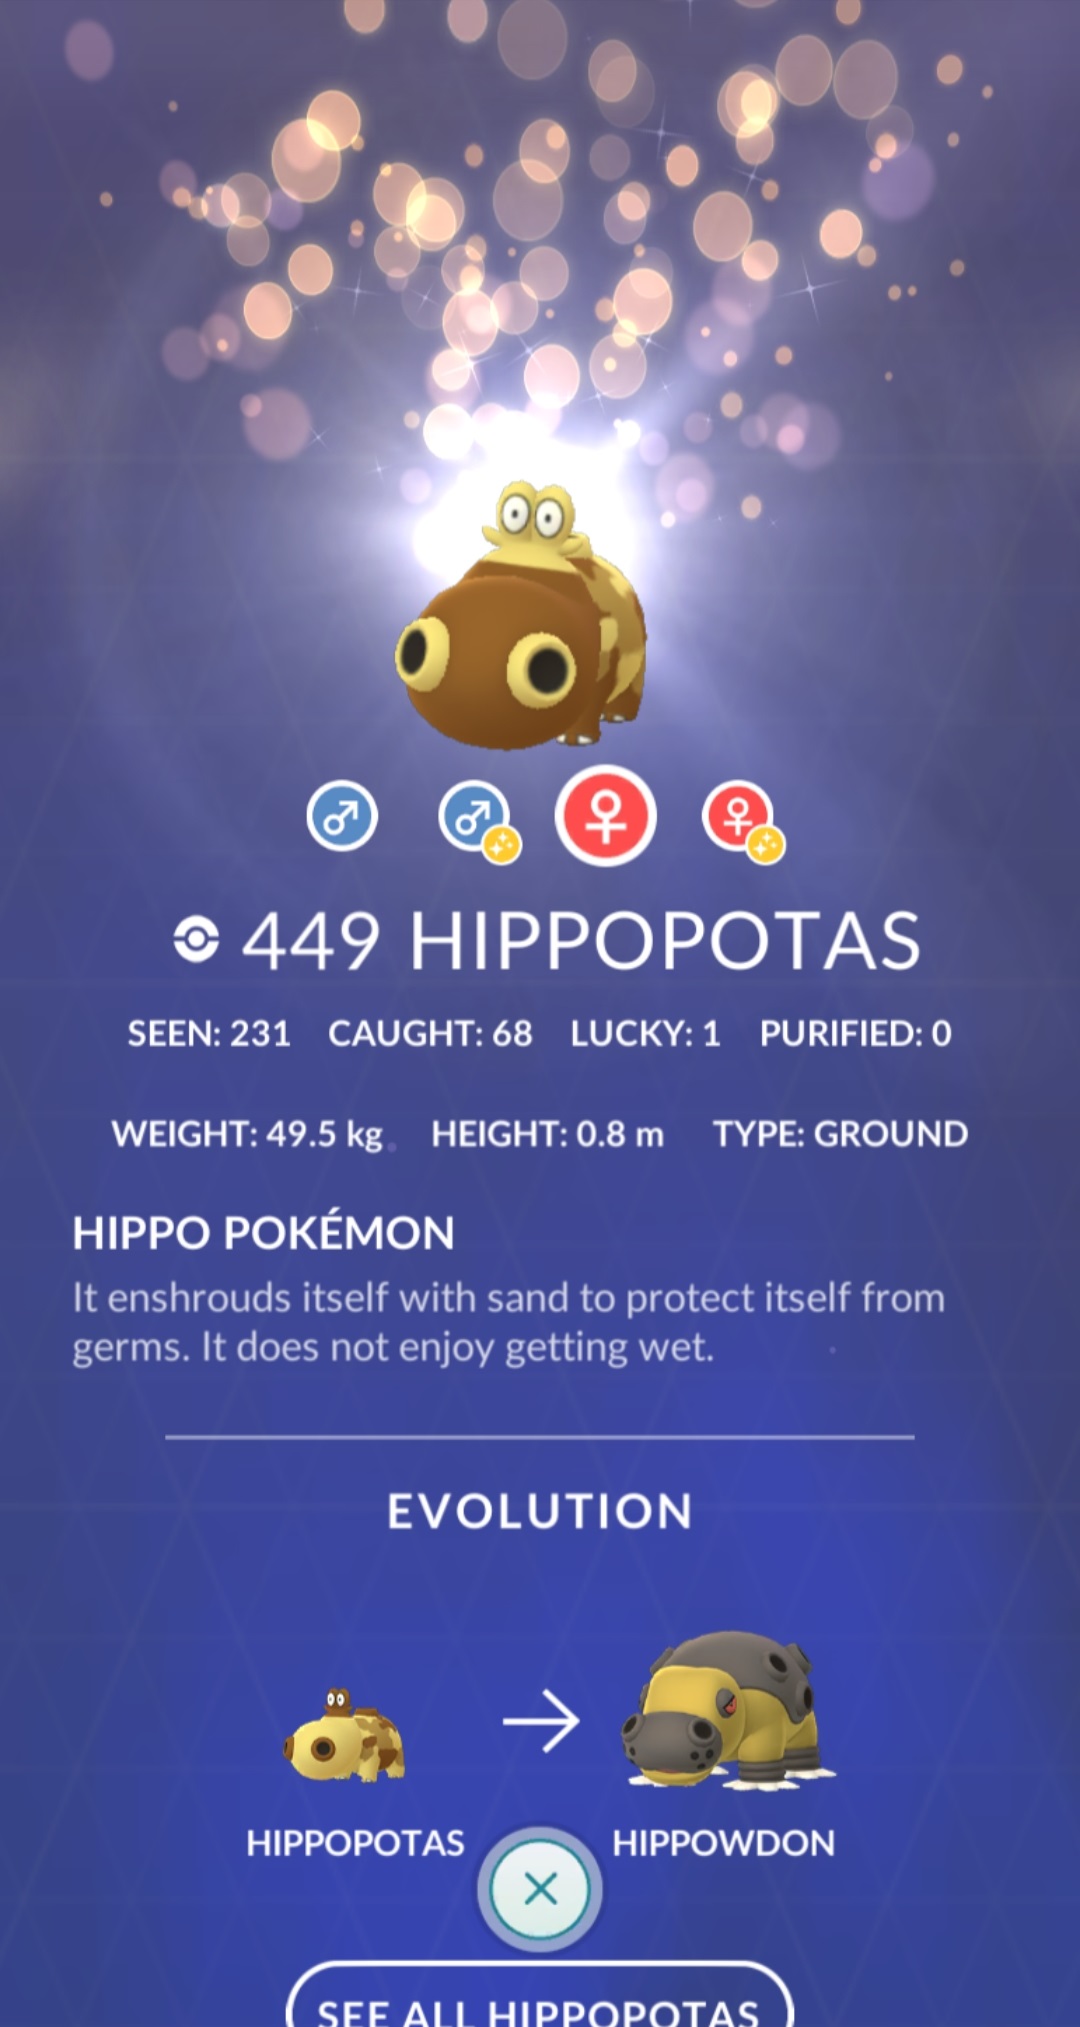 449 HIPPOPOTAS
SEEN: 231 CAUGHT: 68 LUCKY: 1 PURIFIED: 0
WEIGHT: 49.5 kg HEIGHT: 0.8 m TYPE: GROUND
HIPPO POKÉMON
It enshrouds itself with sand to protect itself from
germs. It does not enjoy getting wet.
EVOLUTION
HIPPOPOTAS HIPPOWDON
SEE ALL HIPPOPOTAS